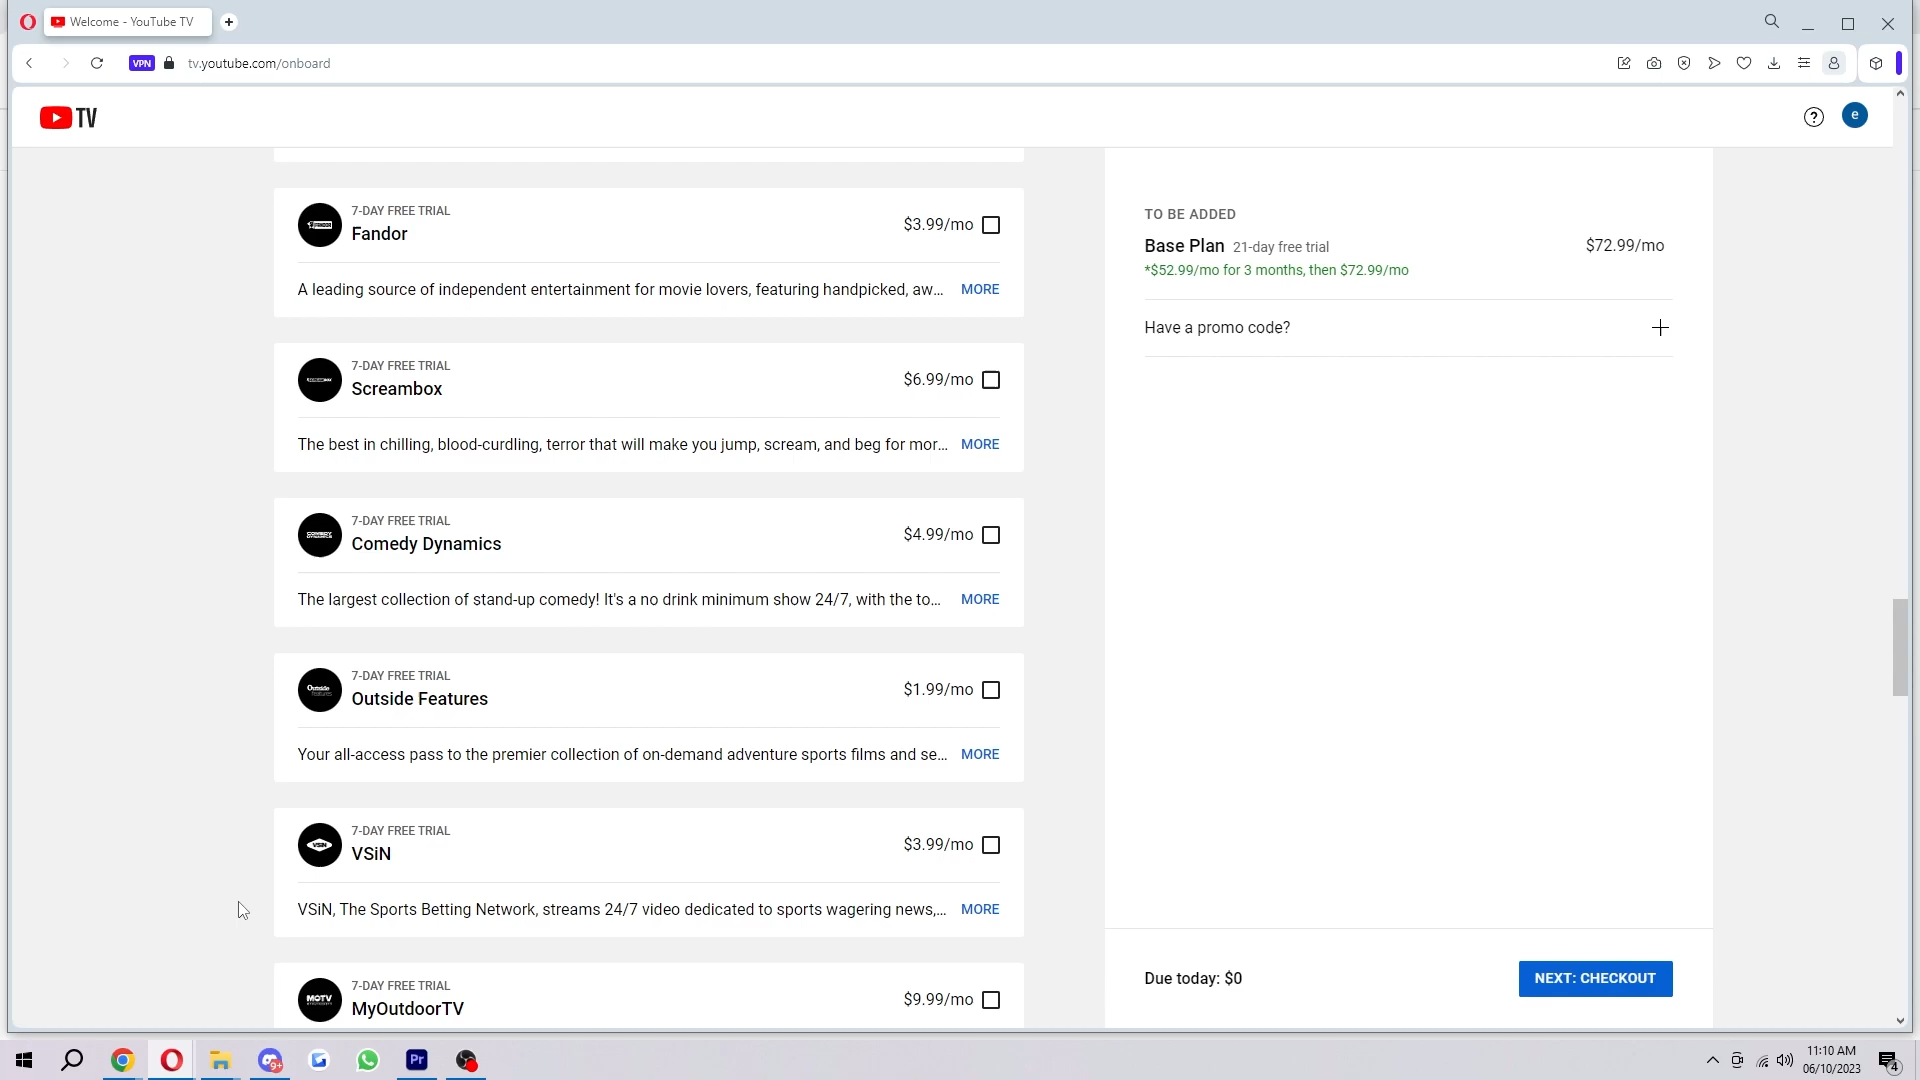 Welcome - YouTube TV
VPN
tv.youtube.com/onboard
TV
e
7-DAY FREE TRIAL
Fandor
$3.99/mo
A leading source of independent entertainment for movie lovers, featuring handpicked, aw...
MORE
7-DAY FREE TRIAL
Screambox
$6.99/mo
The best in chilling, blood-curdling, terror that will make you jump, scream, and beg for mor...
MORE
7-DAY FREE TRIAL
Comedy Dynamics
$4.99/mo
The largest collection of stand-up comedy! It's a no drink minimum show 24/7, with the to...
MORE
7-DAY FREE TRIAL
Outside Features
$1.99/mo
Your all-access pass to the premier collection of on-demand adventure sports films and se...
MORE
VSiN
7-DAY FREE TRIAL
VSiN
$3.99/mo
VSiN, The Sports Betting Network, streams 24/7 video dedicated to sports wagering news,...
MORE
MOTV
7-DAY FREE TRIAL
MyOutdoorTV
$9.99/mo
TO BE ADDED
Base Plan 21-day free trial
$72.99/mo
*$52.99/mo for 3 months, then $72.99/mo
Have a promo code?
Due today: $0
NEXT: CHECKOUT
9+
Pr
11:10 AM
06/10/2023
4